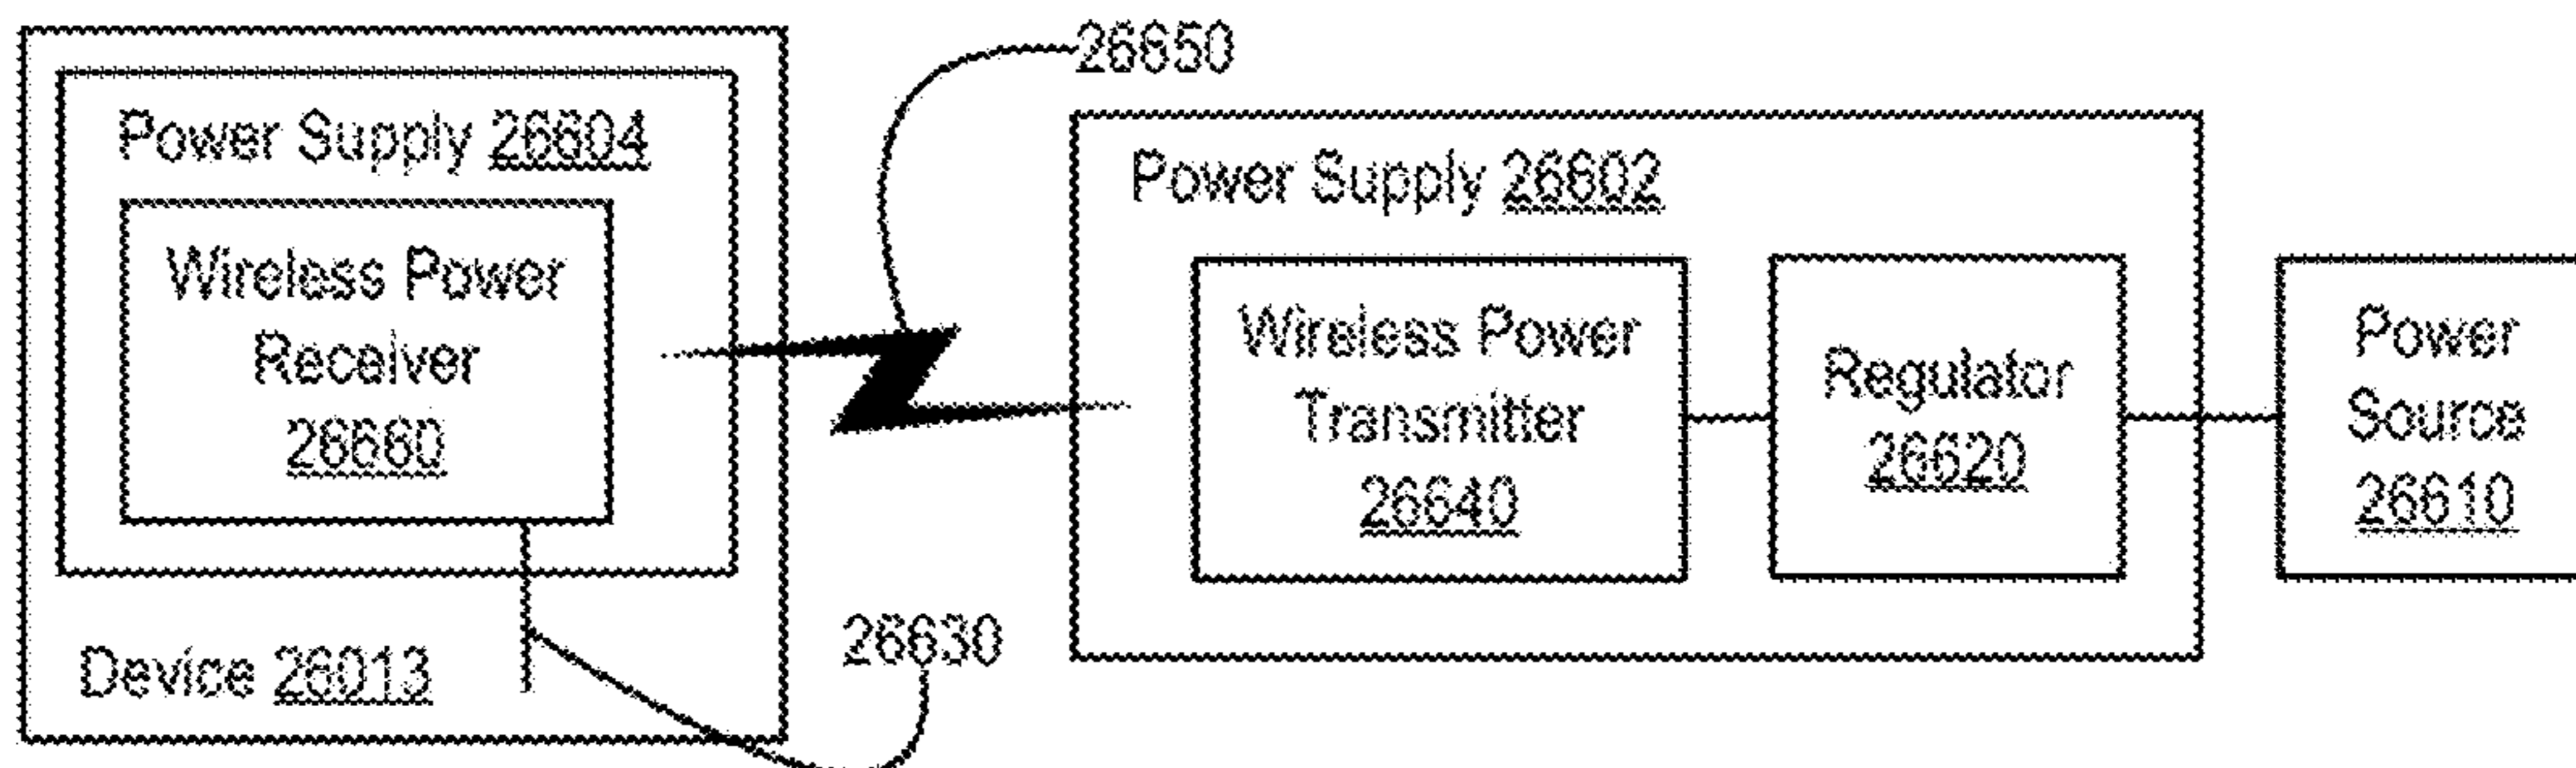 26650
Power Supply 26604
Wireless Power
Receiver
26660
Device 26013
26630
Power Supply 26602
Wireless Power
Transmitter
26640
Regulator
26620
Power
Source
26610